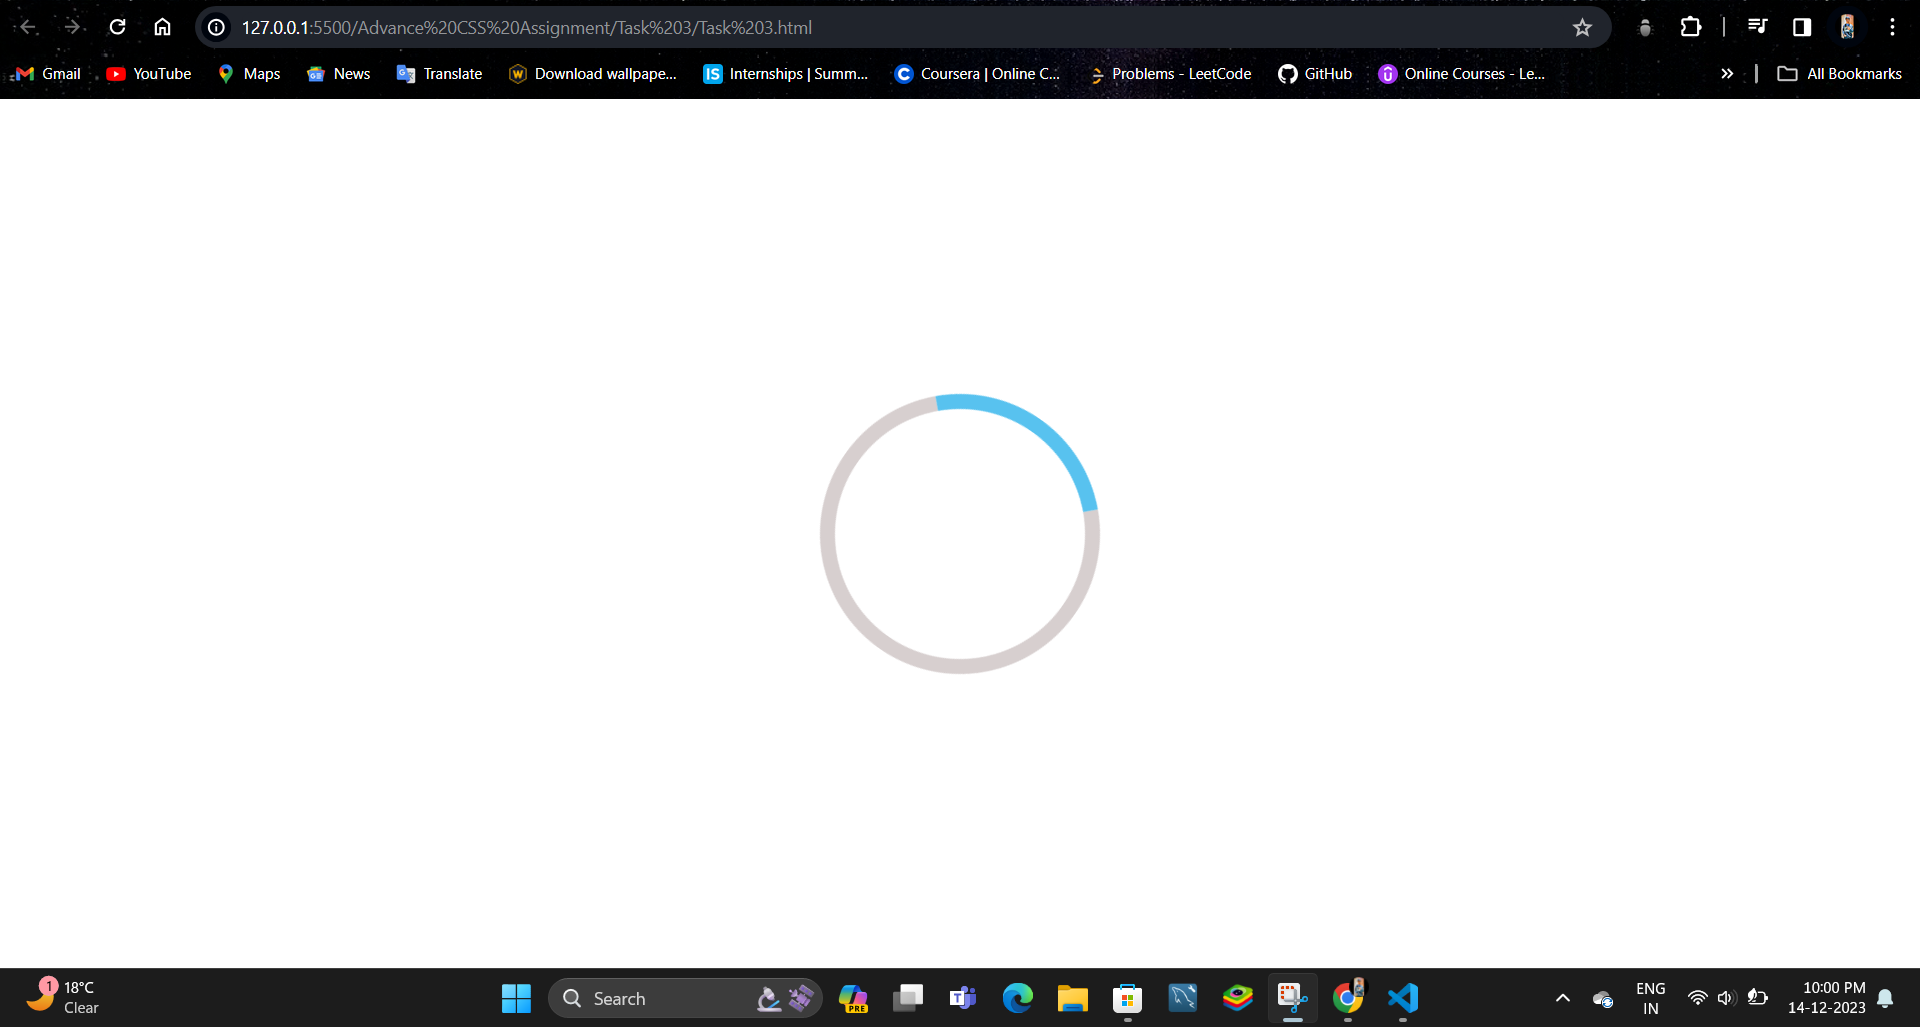 127.0.0.1:5500/Advance%20CSS%20Assignment/Task%203/Task%203.html
Gmail YouTube Maps News Translate Download wallpape... Internships | Summ... Coursera | Online C... Problems - LeetCode GitHub Online Courses - Le... » All Bookmarks
1 18°C
Clear
Search
PRE
ENG
IN
10:00 PM
14-12-2023